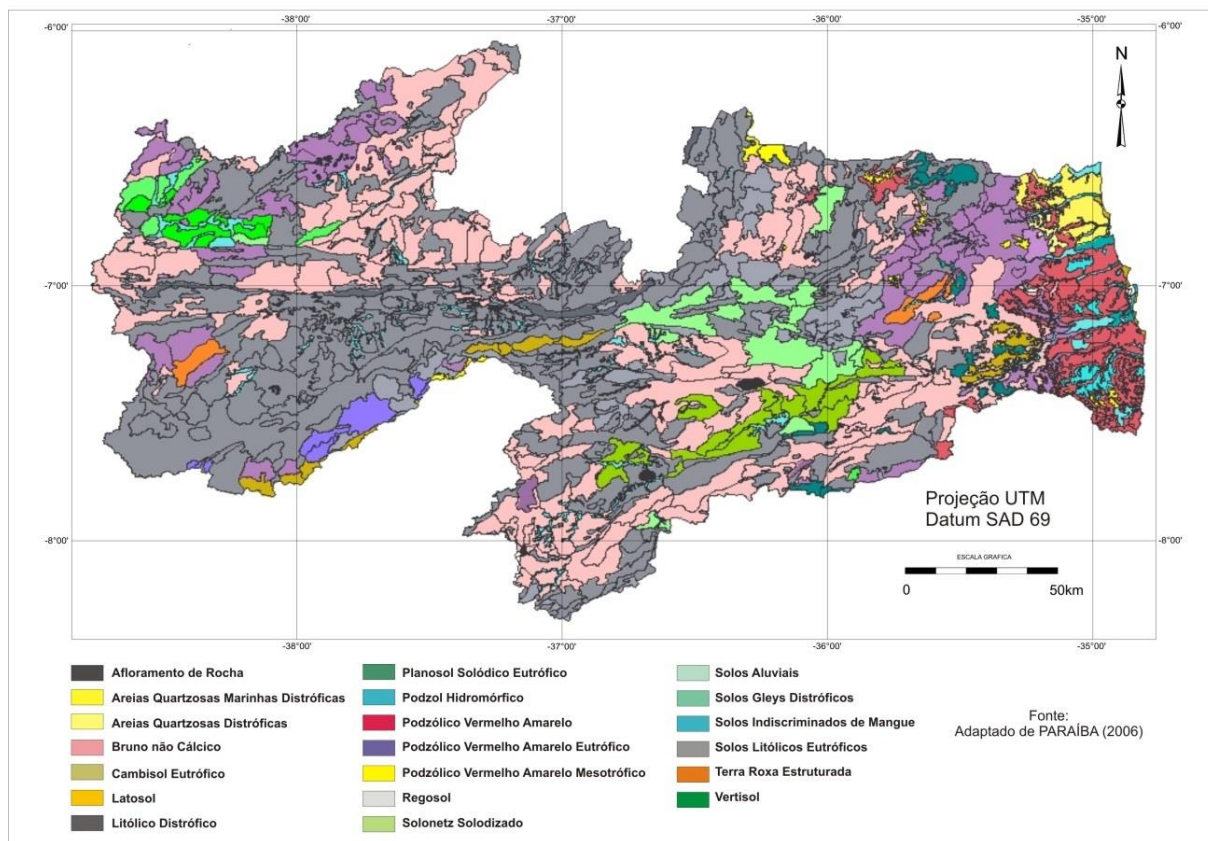 -38°00'
-37°00'
-36°00'
-35°00'
-6°00'
-6°00'
N
-7°00'
-7°00'
Projeção UTM
Datum SAD 69
-8°00'
-8°00'
ESCALA GRAFICA
0
50km
-38°00'
-37°00'
-36°00'
-35°00'
Afloramento de Rocha
Areias Quartzosas Marinhas Distróficas
Areias Quartzosas Distróficas
Bruno não Cálcico
Cambisol Eutrófico
Latosol
Litólico Distrófico
Planosol Solódico Eutrófico
Podzol Hidromórfico
Podzólico Vermelho Amarelo
Podzólico Vermelho Amarelo Eutrófico
Podzólico Vermelho Amarelo Mesotrófico
Regosol
Solonetz Solodizado
Solos Aluviais
Solos Gleys Distróficos
Solos Indiscriminados de Mangue
Solos Litólicos Eutróficos
Terra Roxa Estruturada
Vertisol
Fonte:
Adaptado de PARAÍBA (2006)